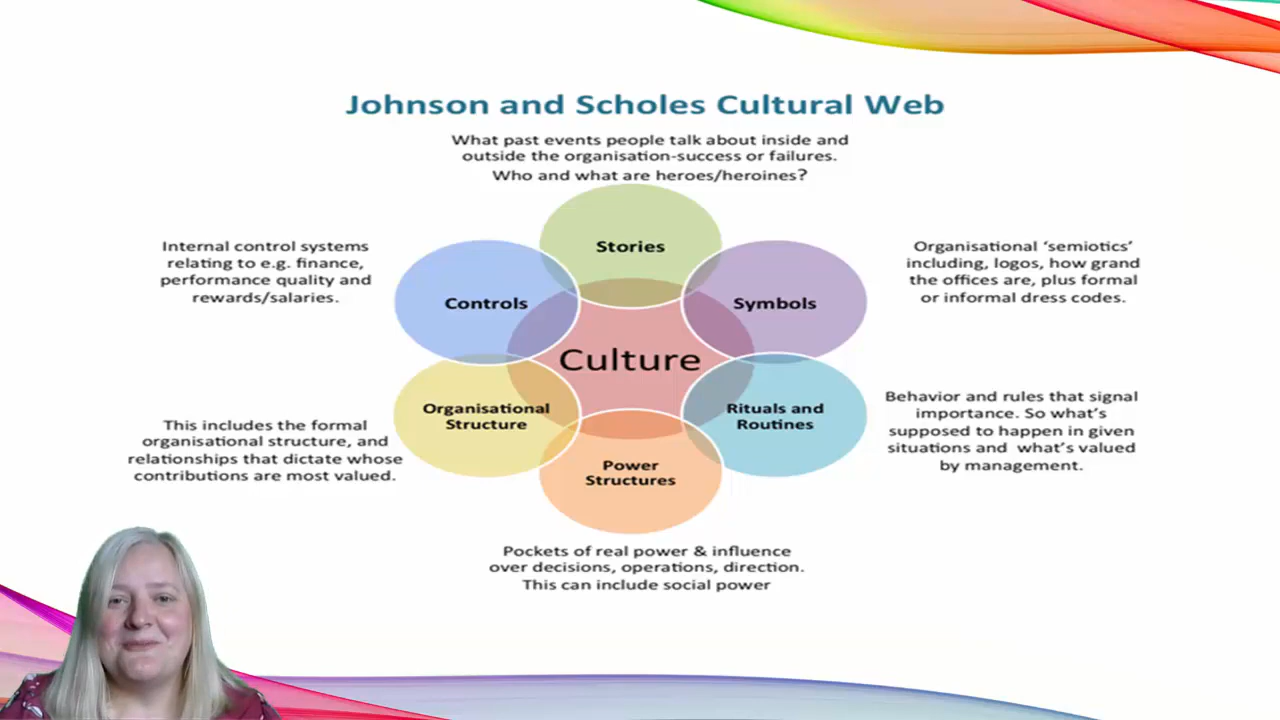 Johnson and Scholes Cultural Web
What past events people talk about inside and
outside the organisation-success or failures.
Who and what are heroes/heroines?
Stories
Internal control systems
relating to e.g. finance,
performance quality and
rewards/salaries.
Controls
Symbols
Organisational ‘semiotics’
including, logos, how grand
the offices are, plus formal
or informal dress codes.
Culture
This includes the formal
organisational structure, and
relationships that dictate whose
contributions are most valued.
Organisational
Structure
Rituals and
Routines
Behavior and rules that signal
importance. So what’s
supposed to happen in given
situations and what’s valued
by management.
Power
Structures
Pockets of real power & influence
over decisions, operations, direction.
This can include social power